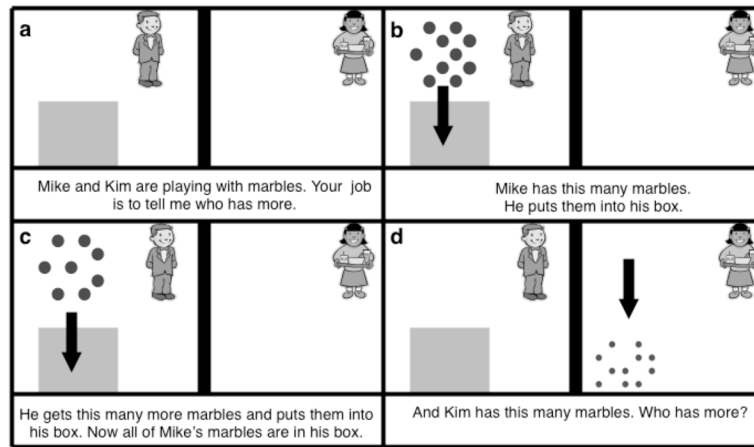 a
Mike and Kim are playing with marbles. Your job
is to tell me who has more.
b
Mike has this many marbles.
He puts them into his box.
c
He gets this many more marbles and puts them into
his box. Now all of Mike's marbles are in his box.
d
And Kim has this many marbles. Who has more?